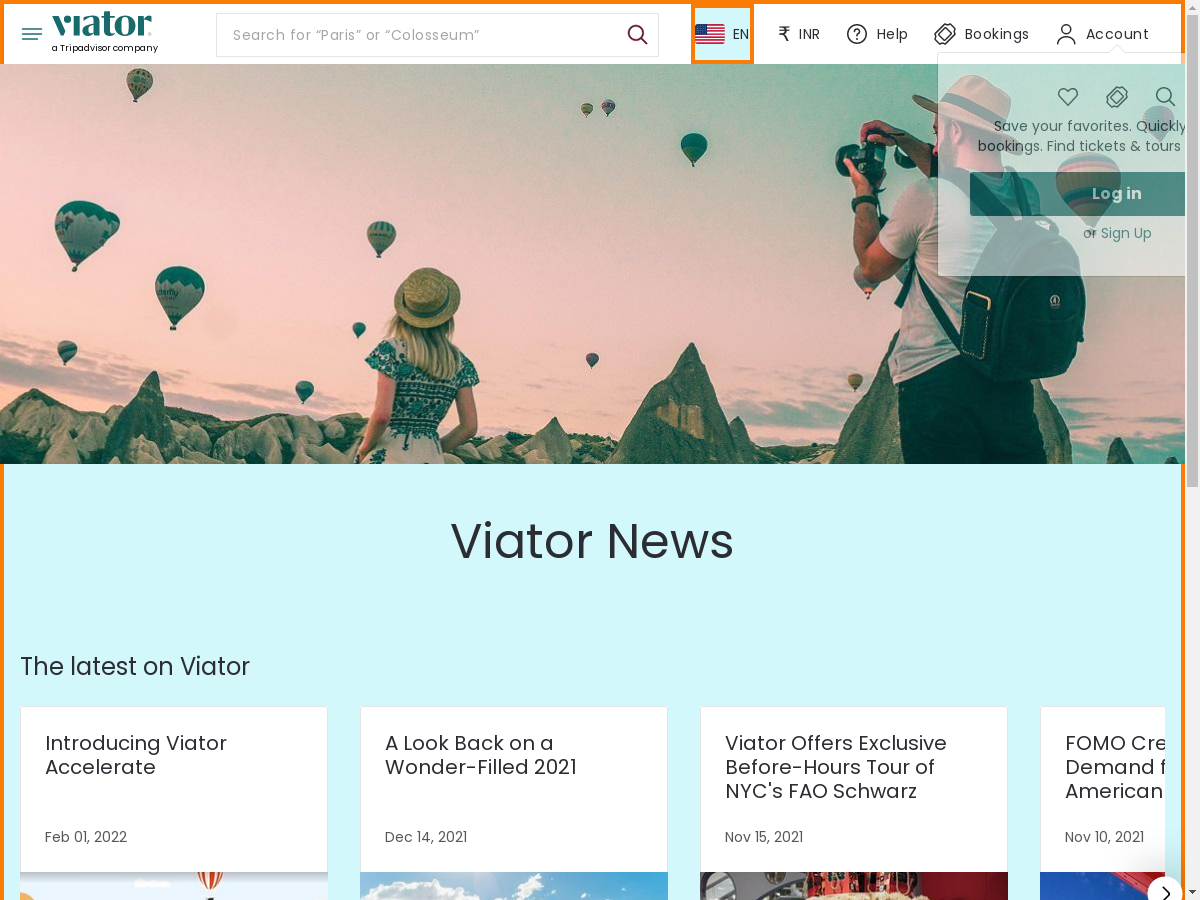 viator
a Tripadvisor company
Search for “Paris” or “Colosseum”
EN
₹ INR
Help
Bookings
Account
Save your favorites. Quickly
bookings. Find tickets & tours
Log in
or Sign Up
Viator News
The latest on Viator
Introducing Viator
Accelerate
Feb 01, 2022
A Look Back on a
Wonder-Filled 2021
Dec 14, 2021
Viator Offers Exclusive
Before-Hours Tour of
NYC's FAO Schwarz
Nov 15, 2021
FOMO Cre
Demand f
American
Nov 10, 2021